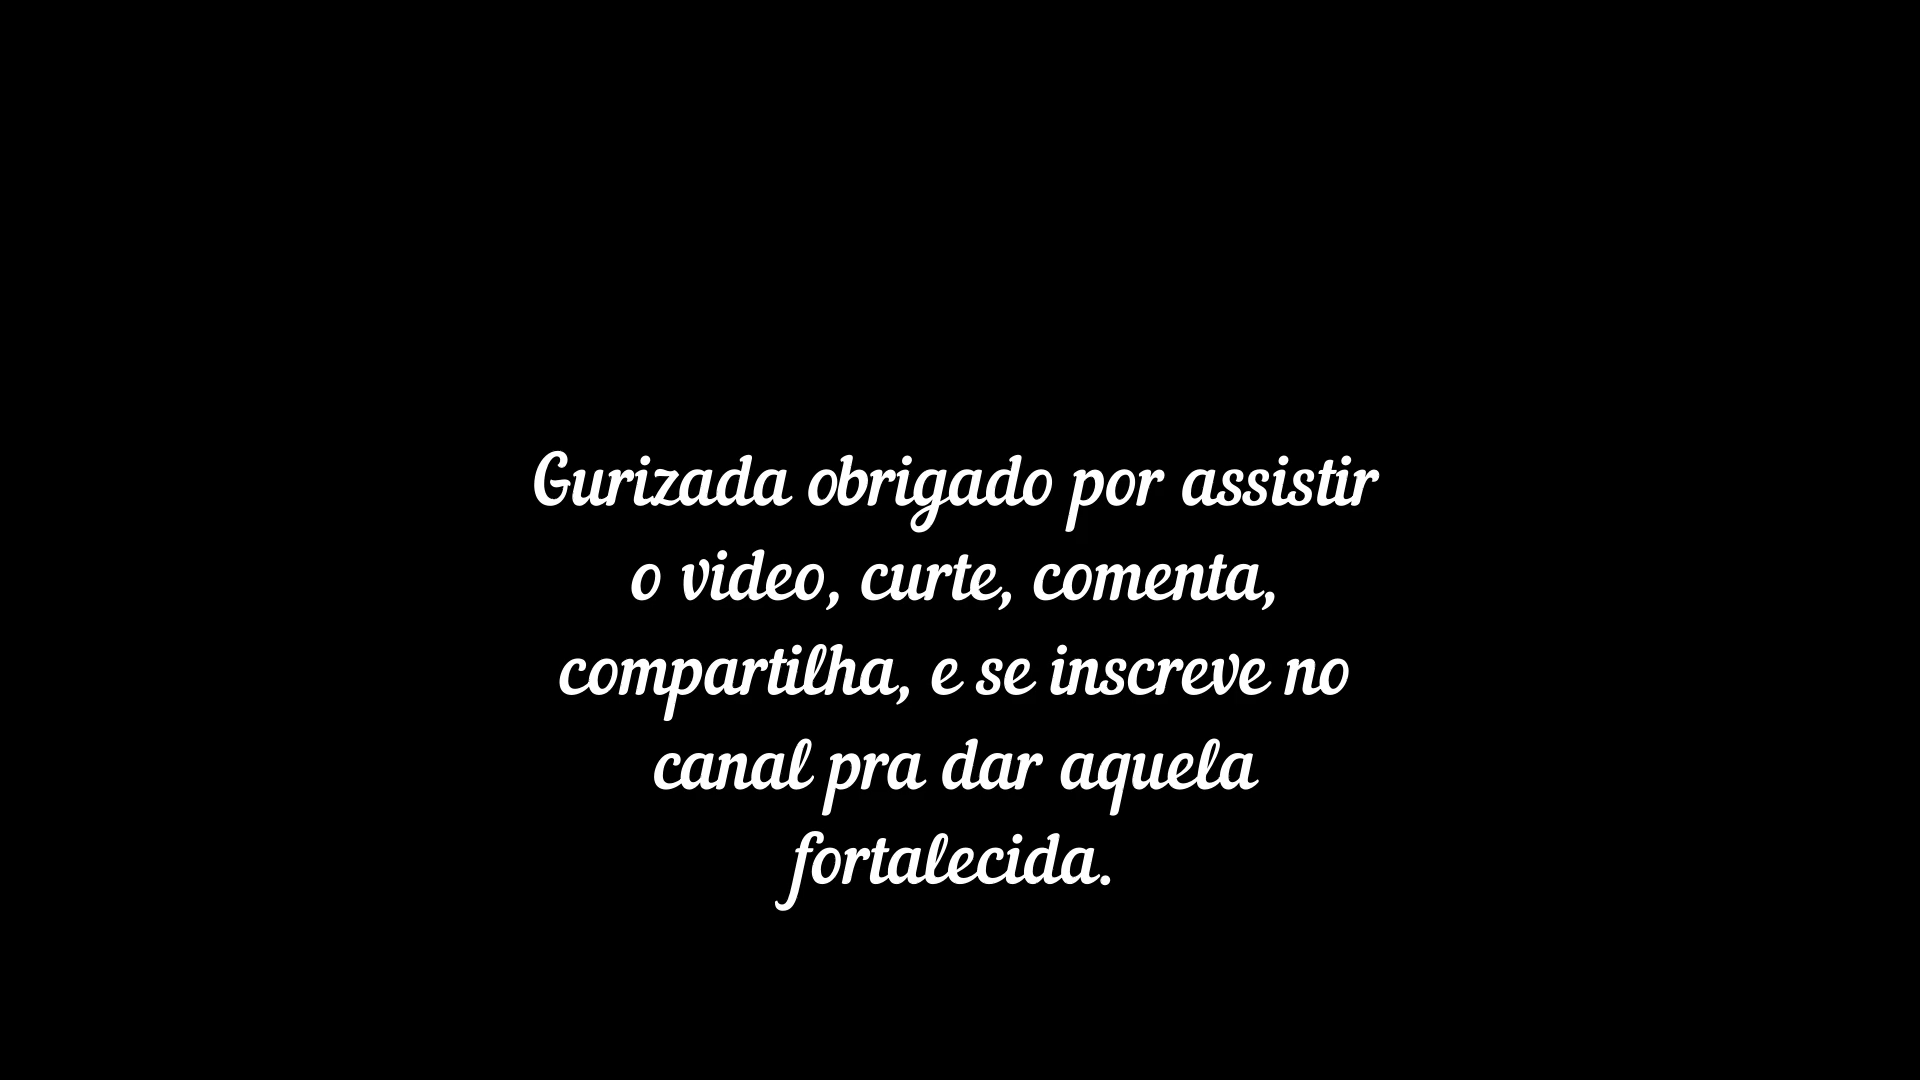 Gurizada obrigado por assistir
o video, curte, comenta,
compartilha, e se inscreve no
canal pra dar aquela
fortalecida.